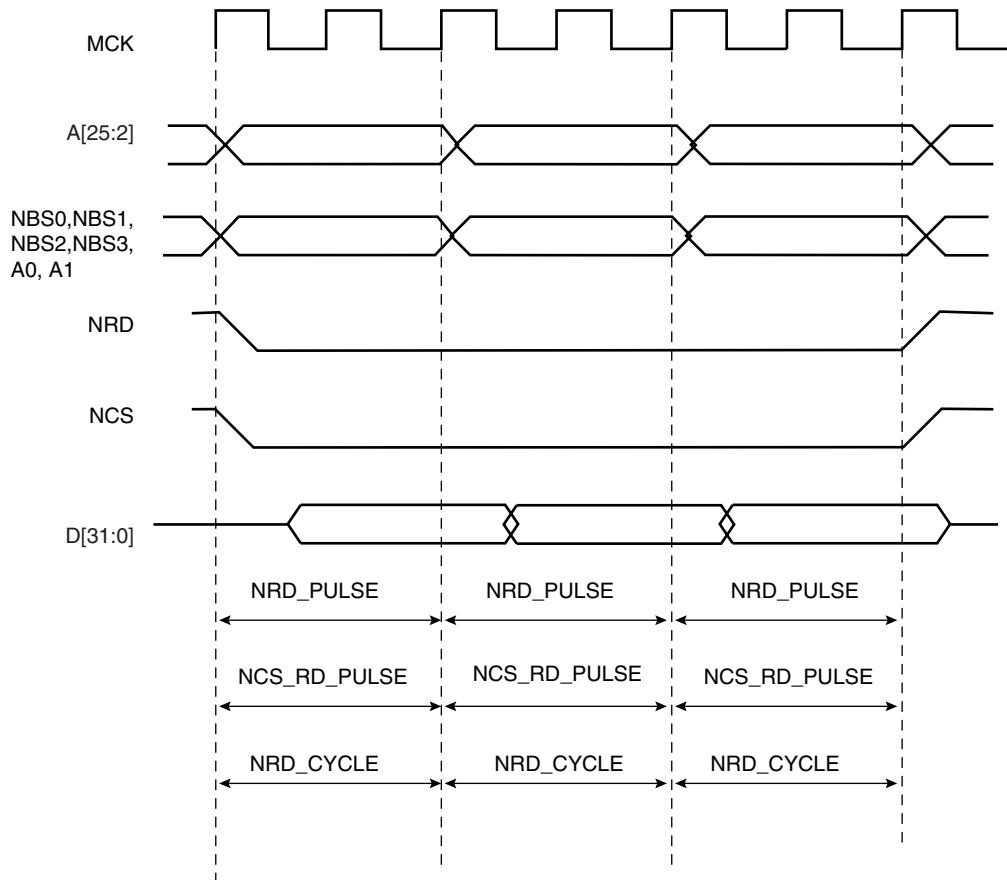 MCK
A[25:2]
NBS0,NBS1,
NBS2,NBS3,
A0, A1
NRD
NCS
D[31:0]
NRD_PULSE NRD_PULSE NRD_PULSE
NCS_RD_PULSE NCS_RD_PULSE NCS_RD_PULSE
NRD_CYCLE NRD_CYCLE NRD_CYCLE